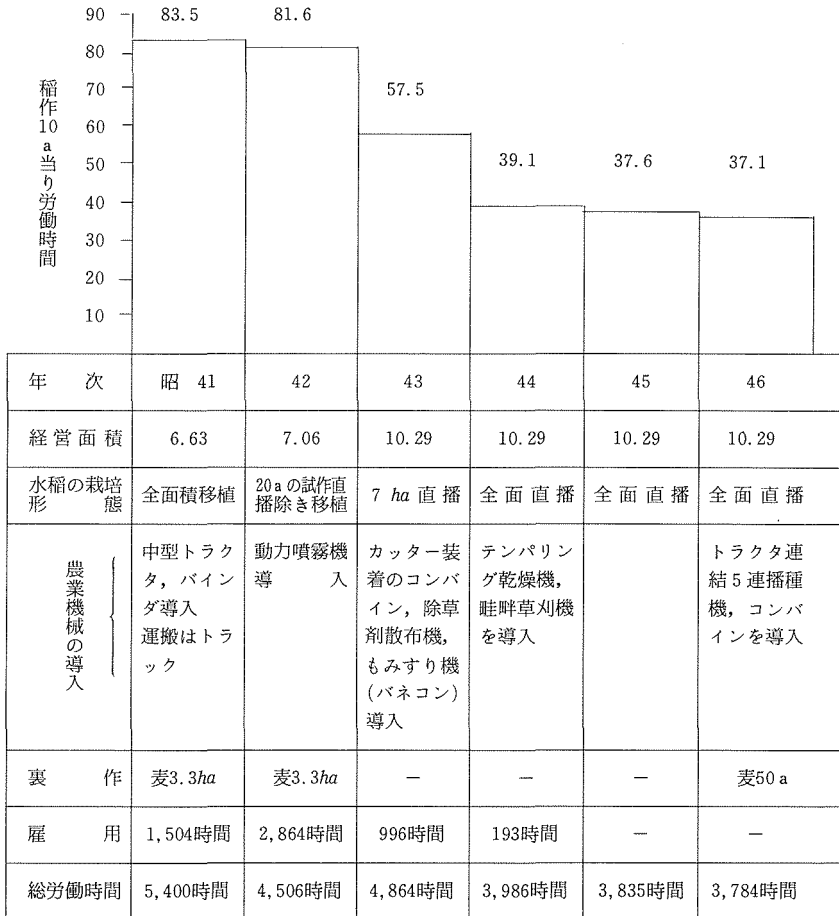 90
80
70
60
50
40
30
20
10
稲作10a当り労働時間
83.5
81.6
57.5
39.1
37.6
37.1
年次 昭41 42 43 44 45 46
経営面積 6.63 7.06 10.29 10.29 10.29 10.29
水稲の栽培
形態
全面積移植
20aの試作直
播除き移植
7 ha 直播
全面直播
全面直播
全面直播
農業機械の導入
中型トラク
タ，バイン
ダ導入
運搬はトラ
ック
動力噴霧機
導入
カッター装
着のコンバ
イン，除草
剤散布機，
もみすり機
(バネコン)
導入
テンパリン
グ乾燥機，
畦畔草刈機
を導入
トラクタ連
結5連播種
機，コンバ
インを導入
裏作 麦3.3ha 麦3.3ha － － － 麦50a
雇用 1,504時間 2,864時間 996時間 193時間 － －
総労働時間 5,400時間 4,506時間 4,864時間 3,986時間 3,835時間 3,784時間